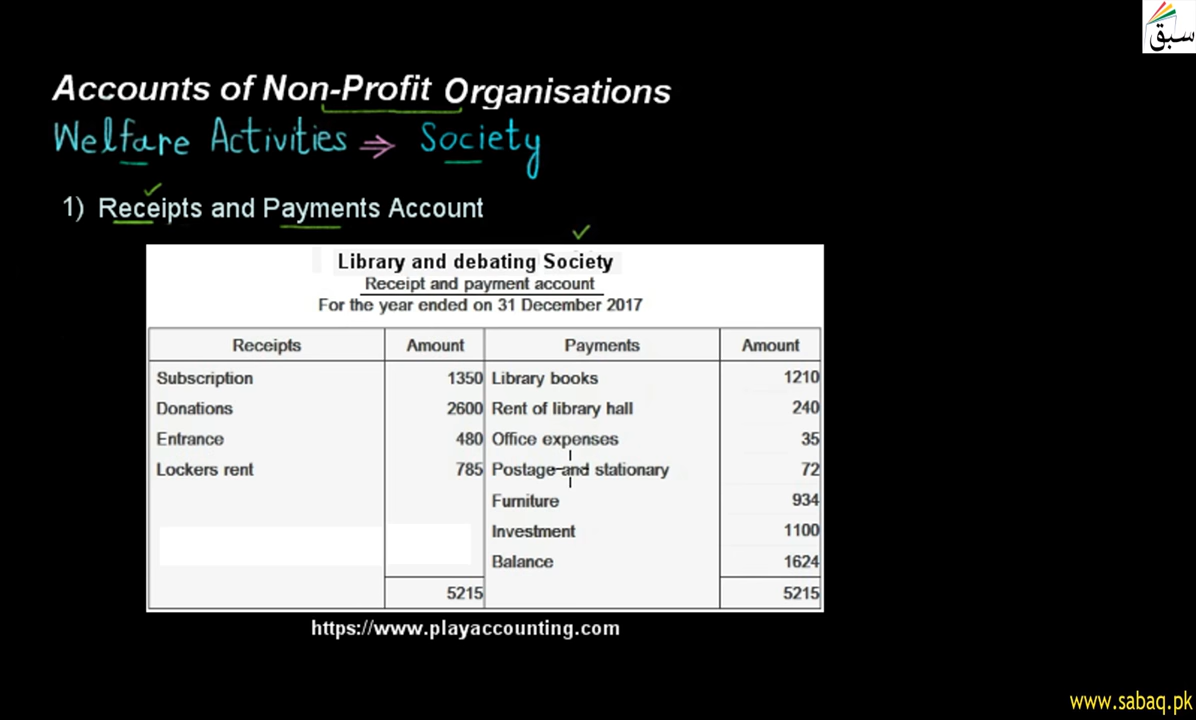 سبق
Accounts of Non-Profit Organisations
Welfare Activities ⇒ Society
1) Receipts and Payments Account
Library and debating Society
Receipt and payment account
For the year ended on 31 December 2017
Receipts Amount Payments Amount
Subscription 1350 Library books 1210
Donations 2600 Rent of library hall 240
Entrance 480 Office expenses 35
Lockers rent 785 Postage and stationary 72
Furniture 934
Investment 1100
Balance 1624
5215 5215
https://www.playaccounting.com
www.sabaq.pk